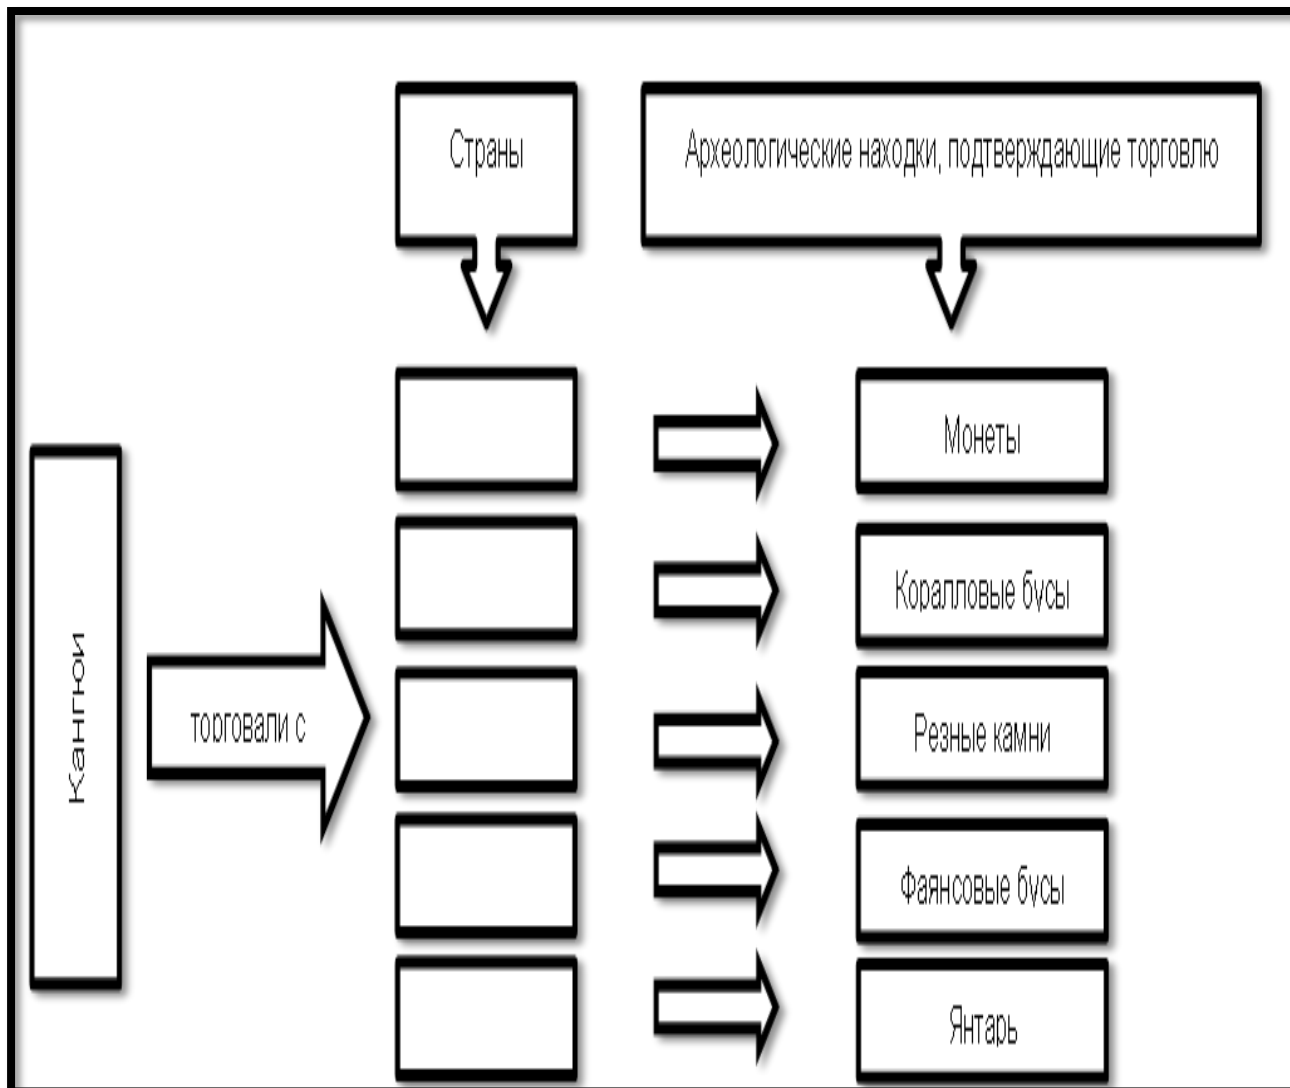 Страны
Археологические находки, подтверждающие торговлю
Кангюи
торговали с
Монеты
Коралловые бусы
Резные камни
Фаянсовые бусы
Янтарь